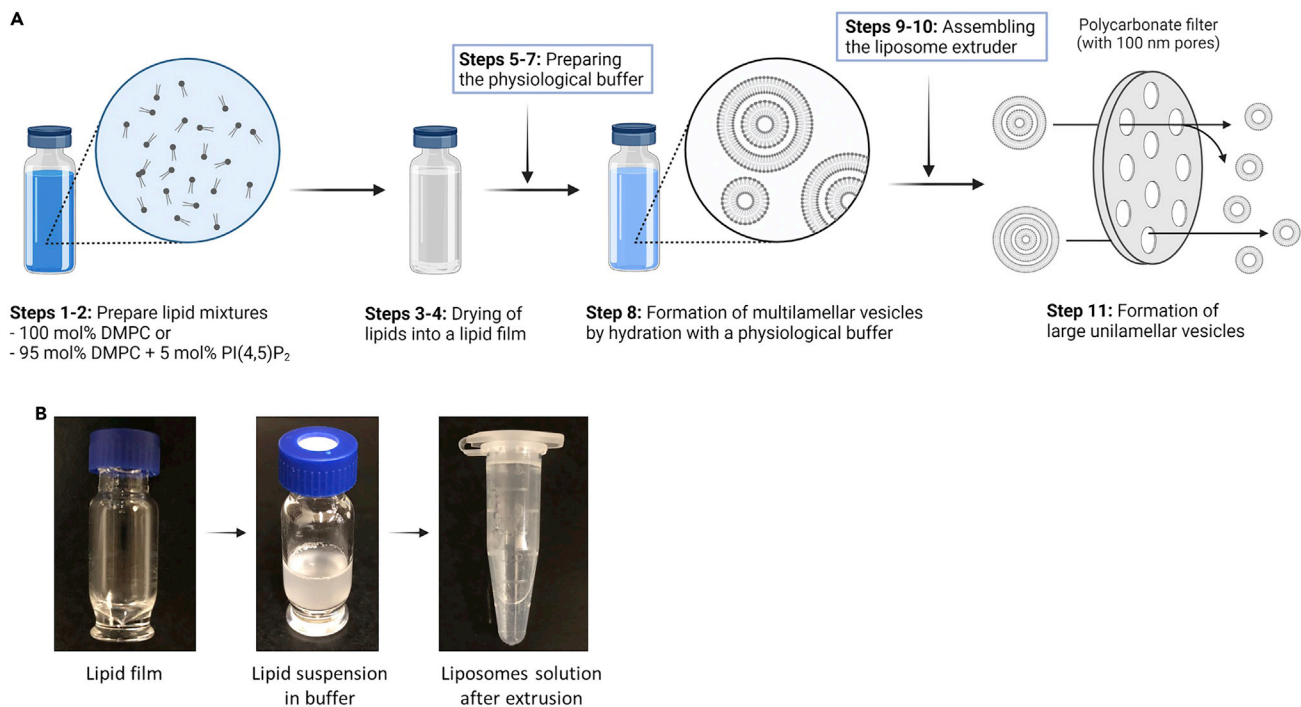 A
Steps 1-2: Prepare lipid mixtures
- 100 mol% DMPC or
- 95 mol% DMPC + 5 mol% PI(4,5)P₂
Steps 3-4: Drying of
lipids into a lipid film
Steps 5-7: Preparing
the physiological buffer
Step 8: Formation of multilamellar vesicles
by hydration with a physiological buffer
Steps 9-10: Assembling
the liposome extruder
Polycarbonate filter
(with 100 nm pores)
Step 11: Formation of
large unilamellar vesicles
B
Lipid film
Lipid suspension
in buffer
Liposomes solution
after extrusion